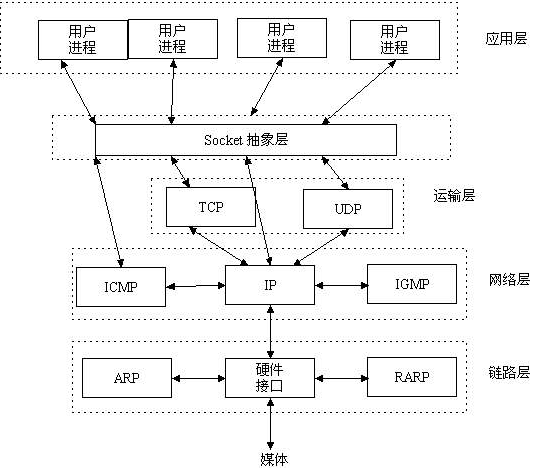 用户
进程
用户
进程
用户
进程
用户
进程
应用层
Socket 抽象层
TCP
UDP
运输层
ICMP
IP
IGMP
网络层
ARP
硬件
接口
RARP
链路层
媒体